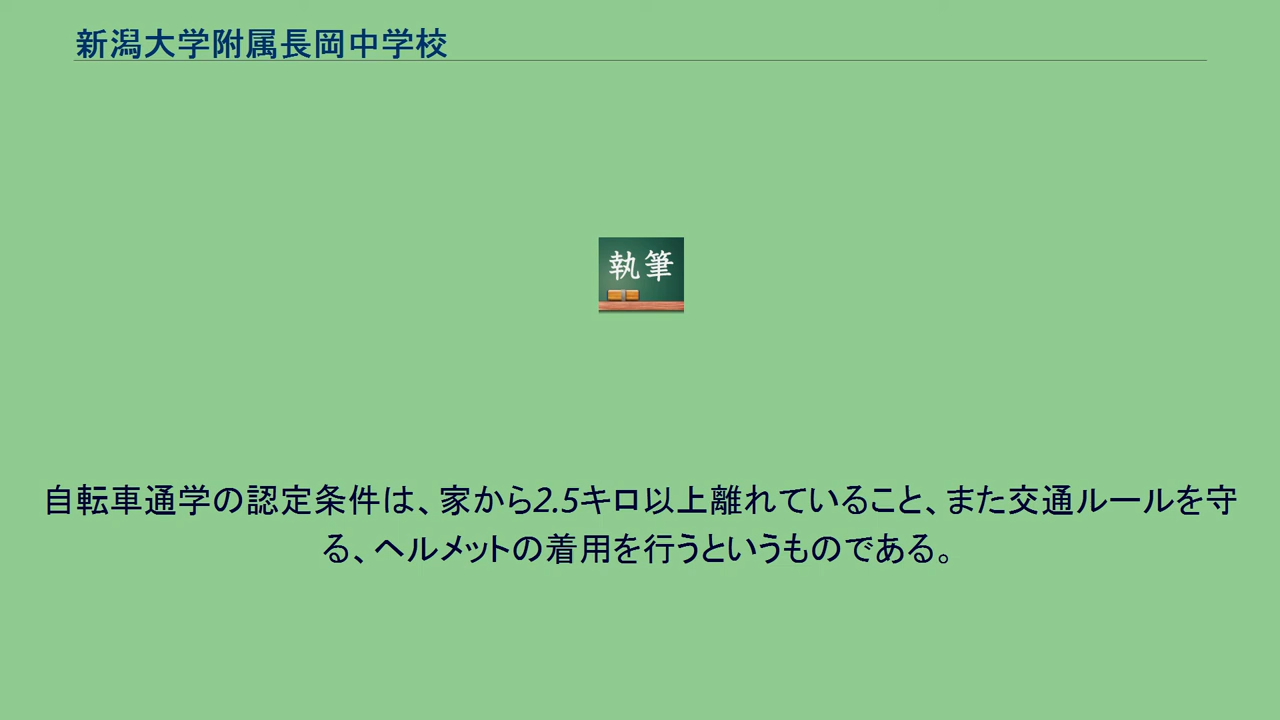 新潟大学附属長岡中学校
執筆
自転車通学の認定条件は、家から2.5キロ以上離れていること、また交通ルールを守
る、ヘルメットの着用を行うというものである。